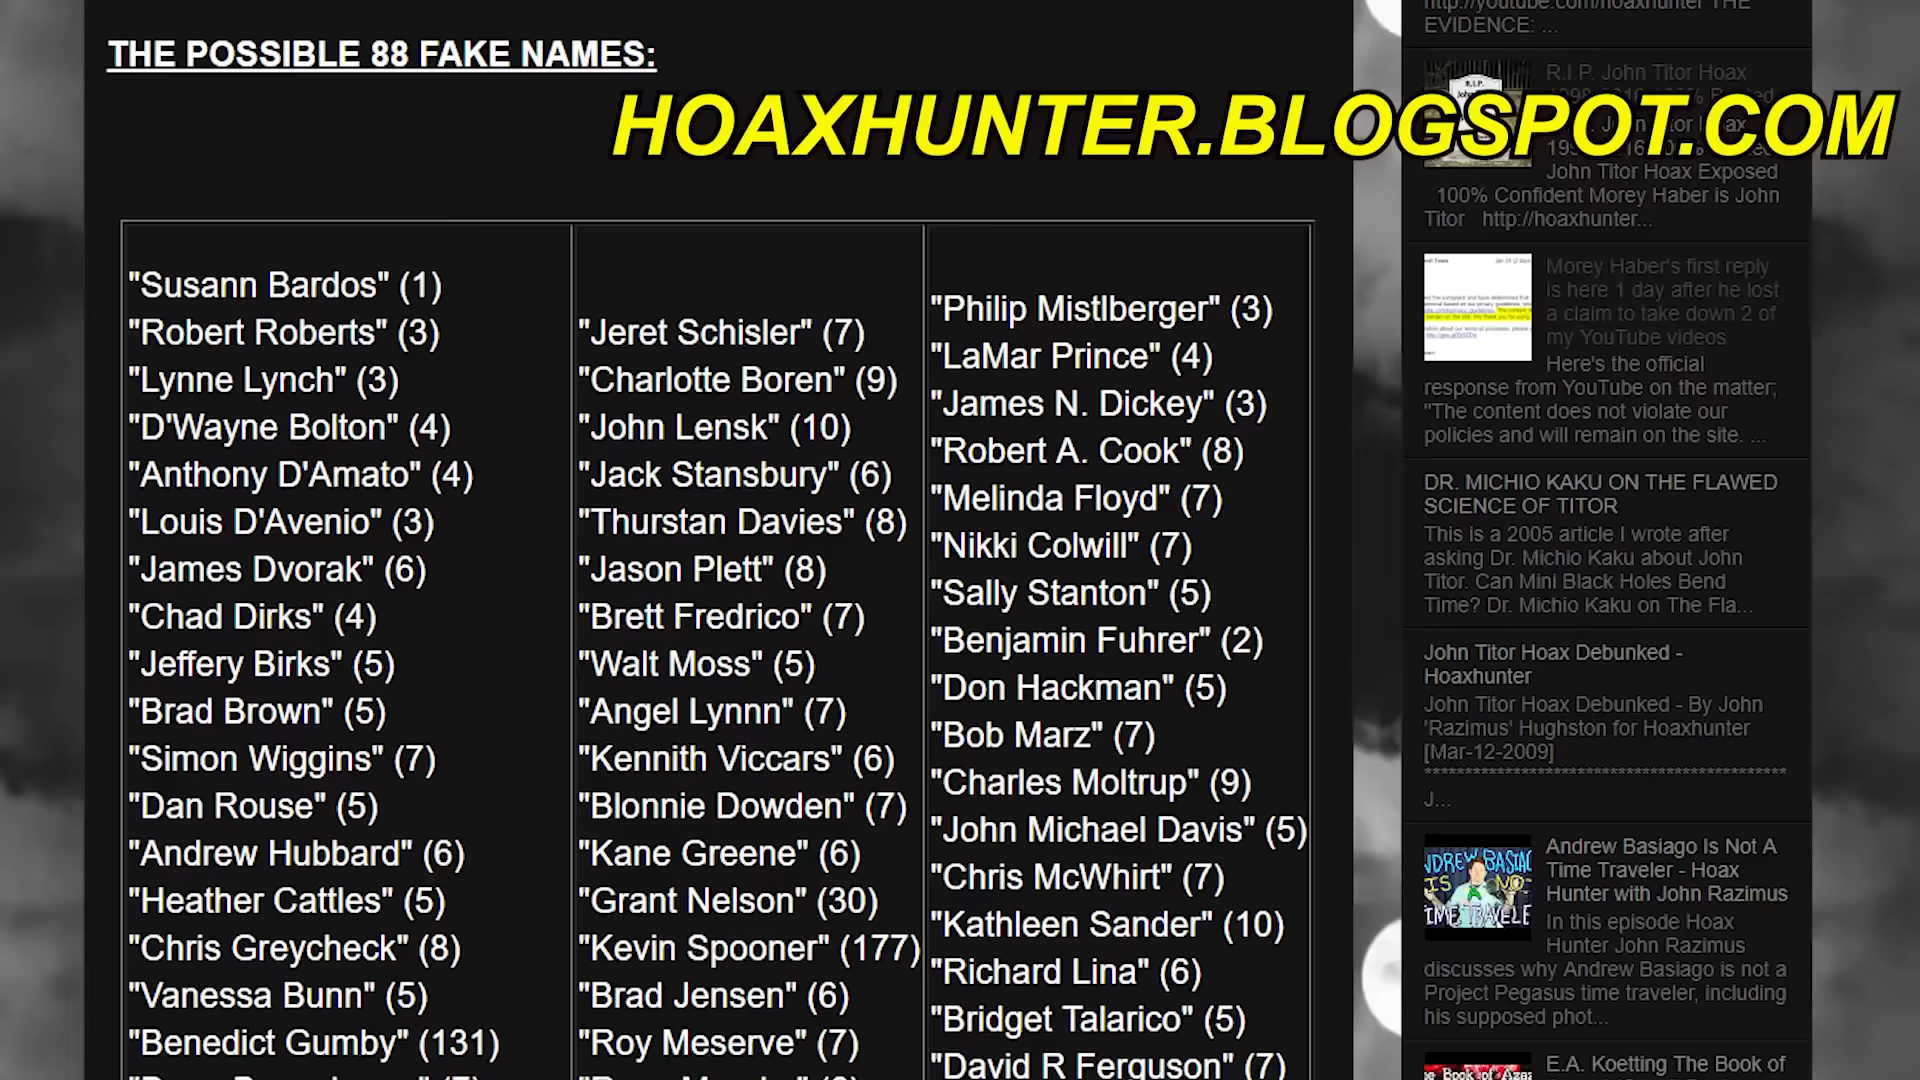 THE POSSIBLE 88 FAKE NAMES:
HOAXHUNTER.BLOGSPOT.COM
"Susann Bardos" (1)
"Robert Roberts" (3)
"Lynne Lynch" (3)
"D'Wayne Bolton" (4)
"Anthony D'Amato" (4)
"Louis D'Avenio" (3)
"James Dvorak" (6)
"Chad Dirks" (4)
"Jeffery Birks" (5)
"Brad Brown" (5)
"Simon Wiggins" (7)
"Dan Rouse" (5)
"Andrew Hubbard" (6)
"Heather Cattles" (5)
"Chris Greycheck" (8)
"Vanessa Bunn" (5)
"Benedict Gumby" (131)
"Jeret Schisler" (7)
"Charlotte Boren" (9)
"John Lensk" (10)
"Jack Stansbury" (6)
"Thurstan Davies" (8)
"Jason Plett" (8)
"Brett Fredrico" (7)
"Walt Moss" (5)
"Angel Lynnn" (7)
"Kennith Viccars" (6)
"Blonnie Dowden" (7)
"Kane Greene" (6)
"Grant Nelson" (30)
"Kevin Spooner" (177)
"Brad Jensen" (6)
"Roy Meserve" (7)
"Philip Mistlberger" (3)
"LaMar Prince" (4)
"James N. Dickey" (3)
"Robert A. Cook" (8)
"Melinda Floyd" (7)
"Nikki Colwill" (7)
"Sally Stanton" (5)
"Benjamin Fuhrer" (2)
"Don Hackman" (5)
"Bob Marz" (7)
"Charles Moltrup" (9)
"John Michael Davis" (5)
"Chris McWhirt" (7)
"Kathleen Sander" (10)
"Richard Lina" (6)
"Bridget Talarico" (5)
"David R Ferguson" (7)
http://youtube.com/hoaxhunter THE
EVIDENCE: ...
R.I.P. John Titor Hoax
John Titor Hoax Exposed
100% Confident Morey Haber is John
Titor http://hoaxhunter...
Morey Haber's first reply
is here 1 day after he lost
a claim to take down 2 of
my YouTube videos
Here's the official
response from YouTube on the matter;
"The content does not violate our
policies and will remain on the site. ...
DR. MICHIO KAKU ON THE FLAWED
SCIENCE OF TITOR
This is a 2005 article I wrote after
asking Dr. Michio Kaku about John
Titor. Can Mini Black Holes Bend
Time? Dr. Michio Kaku on The Fla...
John Titor Hoax Debunked -
Hoaxhunter
John Titor Hoax Debunked - By John
'Razimus' Hughston for Hoaxhunter
[Mar-12-2009]
*********************************************
J...
Andrew Basiago Is Not A
Time Traveler - Hoax
Hunter with John Razimus
In this episode Hoax
Hunter John Razimus
discusses why Andrew Basiago is not a
Project Pegasus time traveler, including
his supposed phot...
E.A. Koetting The Book of